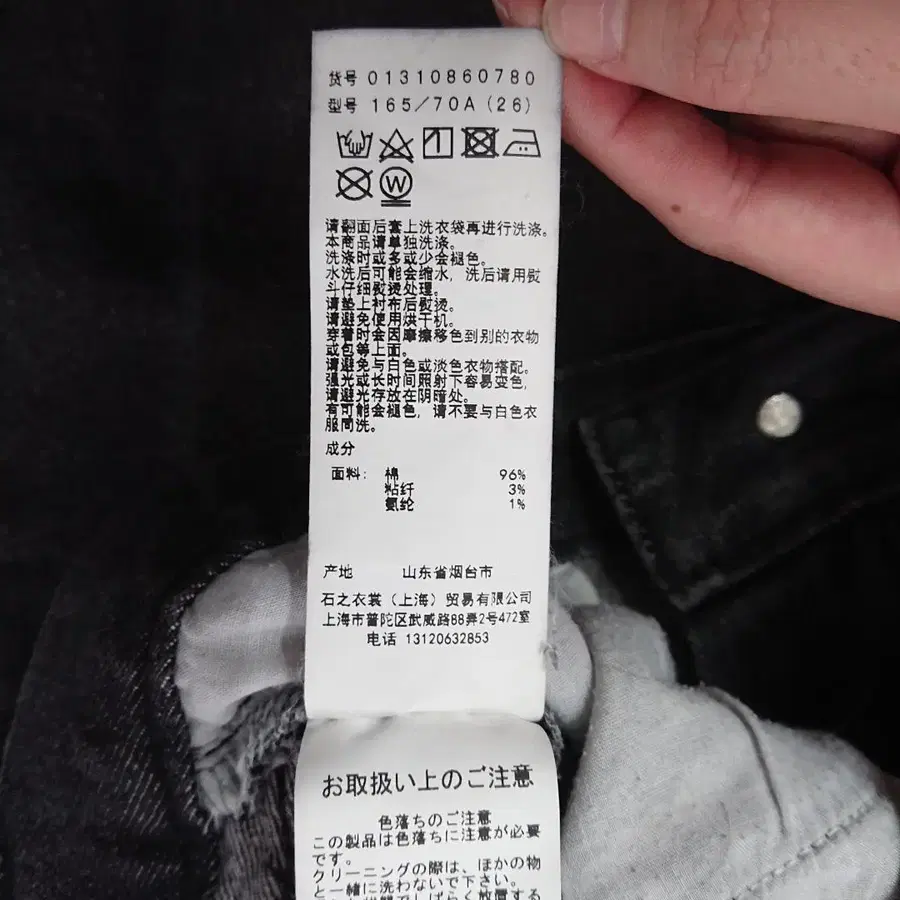 货号 01310860780
型号 165/70A (26)
W
请翻面后套上洗衣袋再进行洗涤。
本商品请单独洗涤。
洗涤时或多或少会褪色。
水洗后可能会缩水, 洗后请用熨
斗仔细熨烫处理。
请垫上衬布后熨烫。
请避免使用烘干机。
穿着时会因摩擦移色到别的衣物
或包等上面。
请避免与白色或淡色衣物搭配。
强光或长时间照射下容易变色,
请避光存放在阴暗处。
有可能会褪色, 请不要与白色衣
服同洗。
成分
面料: 棉 96%
粘纤 3%
氨纶 1%
产地 山东省烟台市
石之衣裳 (上海) 贸易有限公司
上海市普陀区武威路88弄2号472室
电话 13120632853
お取扱い上のご注意
色落ちのご注意
この製品は色落ちに注意が必要
です。
クリーニングの際は、ほかの物
と一緒に洗わないで下さい。
しばらく放置する